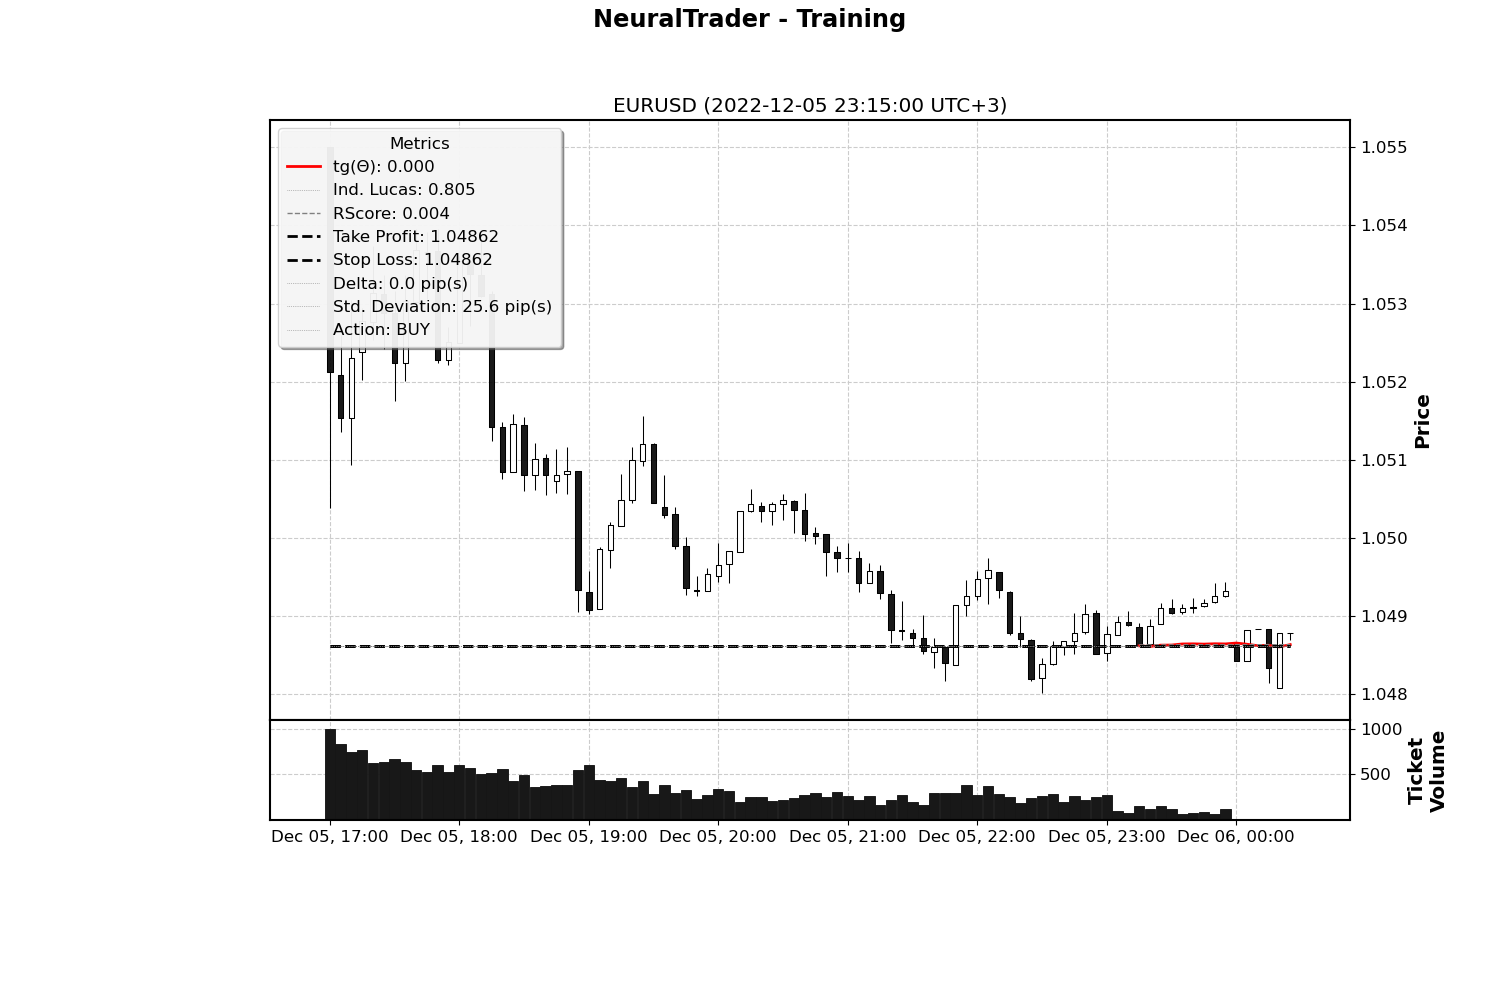 NeuralTrader - Training
EURUSD (2022-12-05 23:15:00 UTC+3)
Metrics
tg(Θ): 0.000
Ind. Lucas: 0.805
RScore: 0.004
Take Profit: 1.04862
Stop Loss: 1.04862
Delta: 0.0 pip(s)
Std. Deviation: 25.6 pip(s)
Action: BUY
1.055
1.054
1.053
1.052
1.051
1.050
1.049
1.048
Price
1000
500
Ticket
Volume
Dec 05, 17:00 Dec 05, 18:00 Dec 05, 19:00 Dec 05, 20:00 Dec 05, 21:00 Dec 05, 22:00 Dec 05, 23:00 Dec 06, 00:00